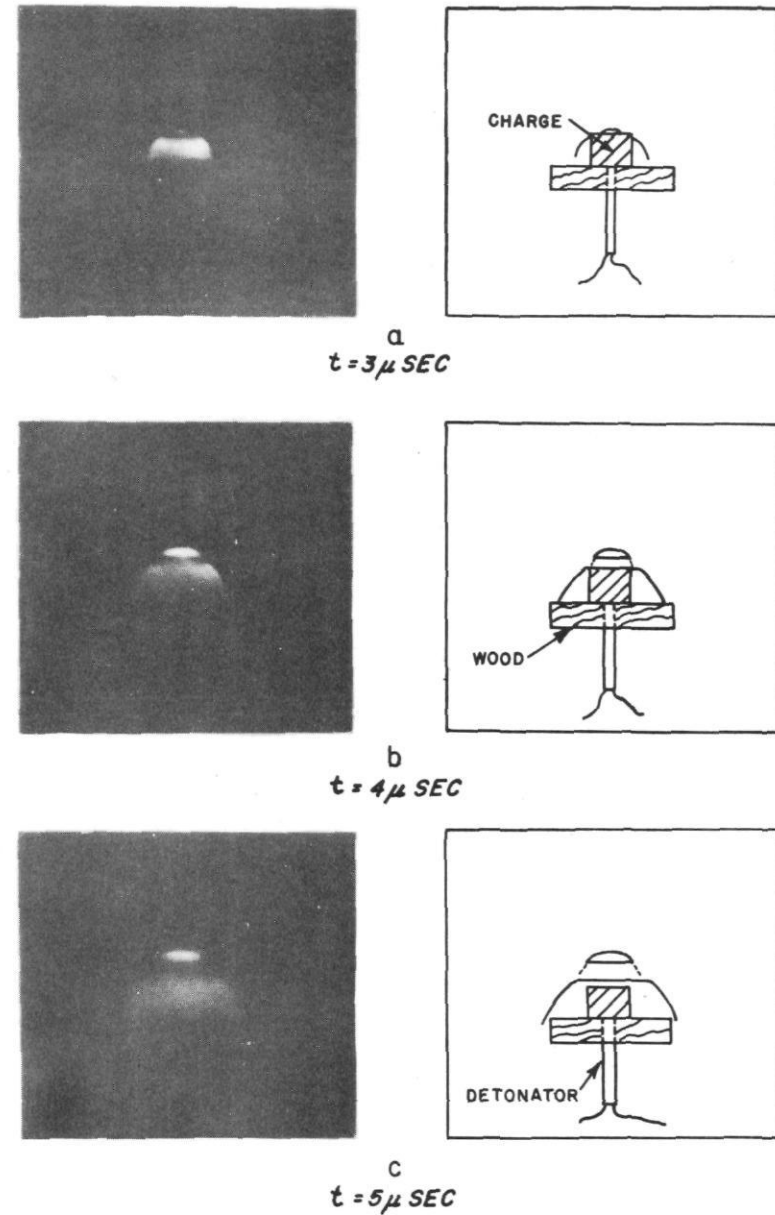 CHARGE
a
t = 3 μ SEC
WOOD
b
t = 4 μ SEC
DETONATOR
c
t = 5 μ SEC